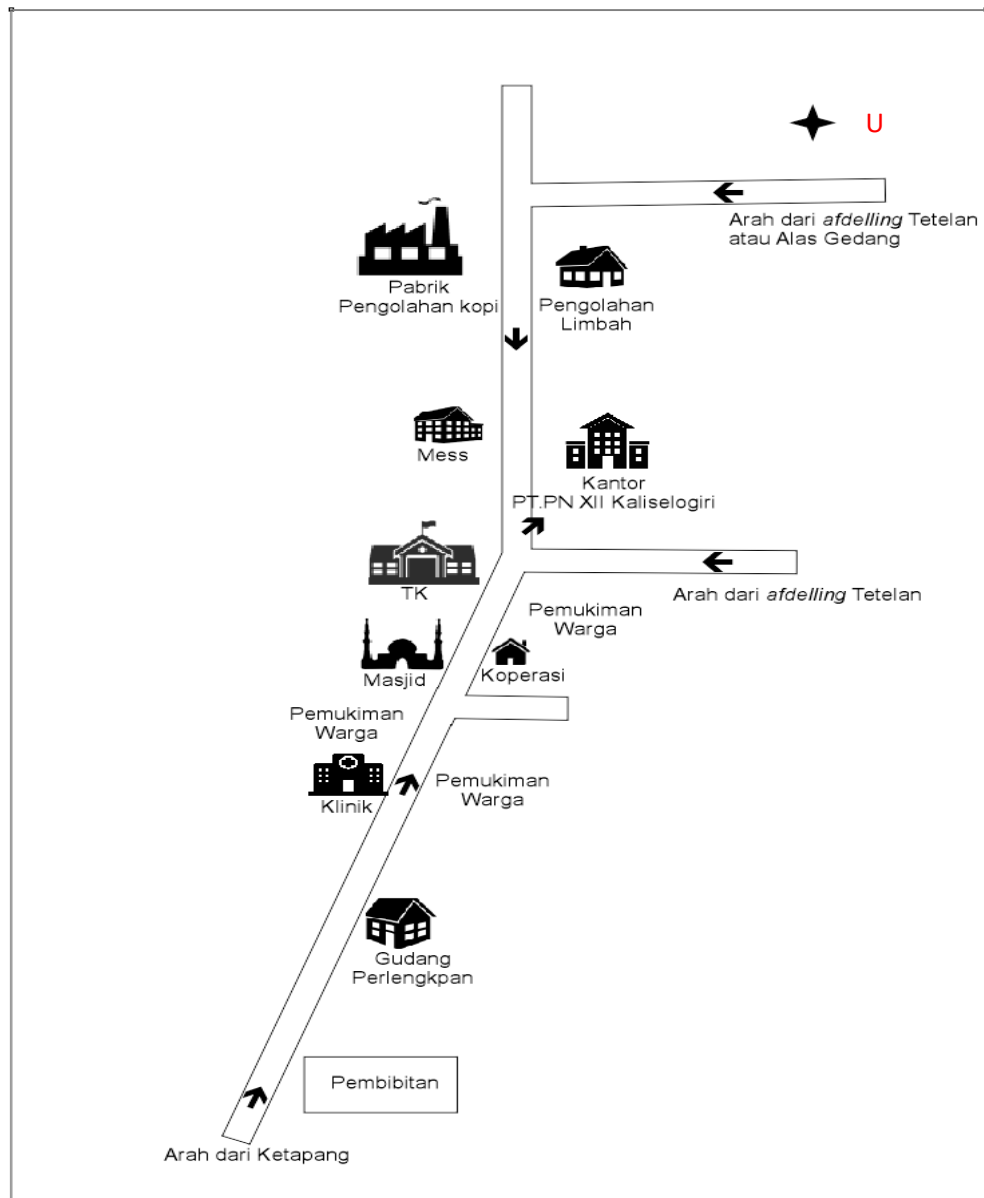 U
Arah dari afdelling Tetelan
atau Alas Gedang
Pabrik
Pengolahan kopi
Pengolahan
Limbah
Mess
Kantor
PT.PN XII Kaliselogiri
TK
Arah dari afdelling Tetelan
Pemukiman
Warga
Masjid
Koperasi
Pemukiman
Warga
Klinik
Pemukiman
Warga
Gudang
Perlengkpan
Pembibitan
Arah dari Ketapang